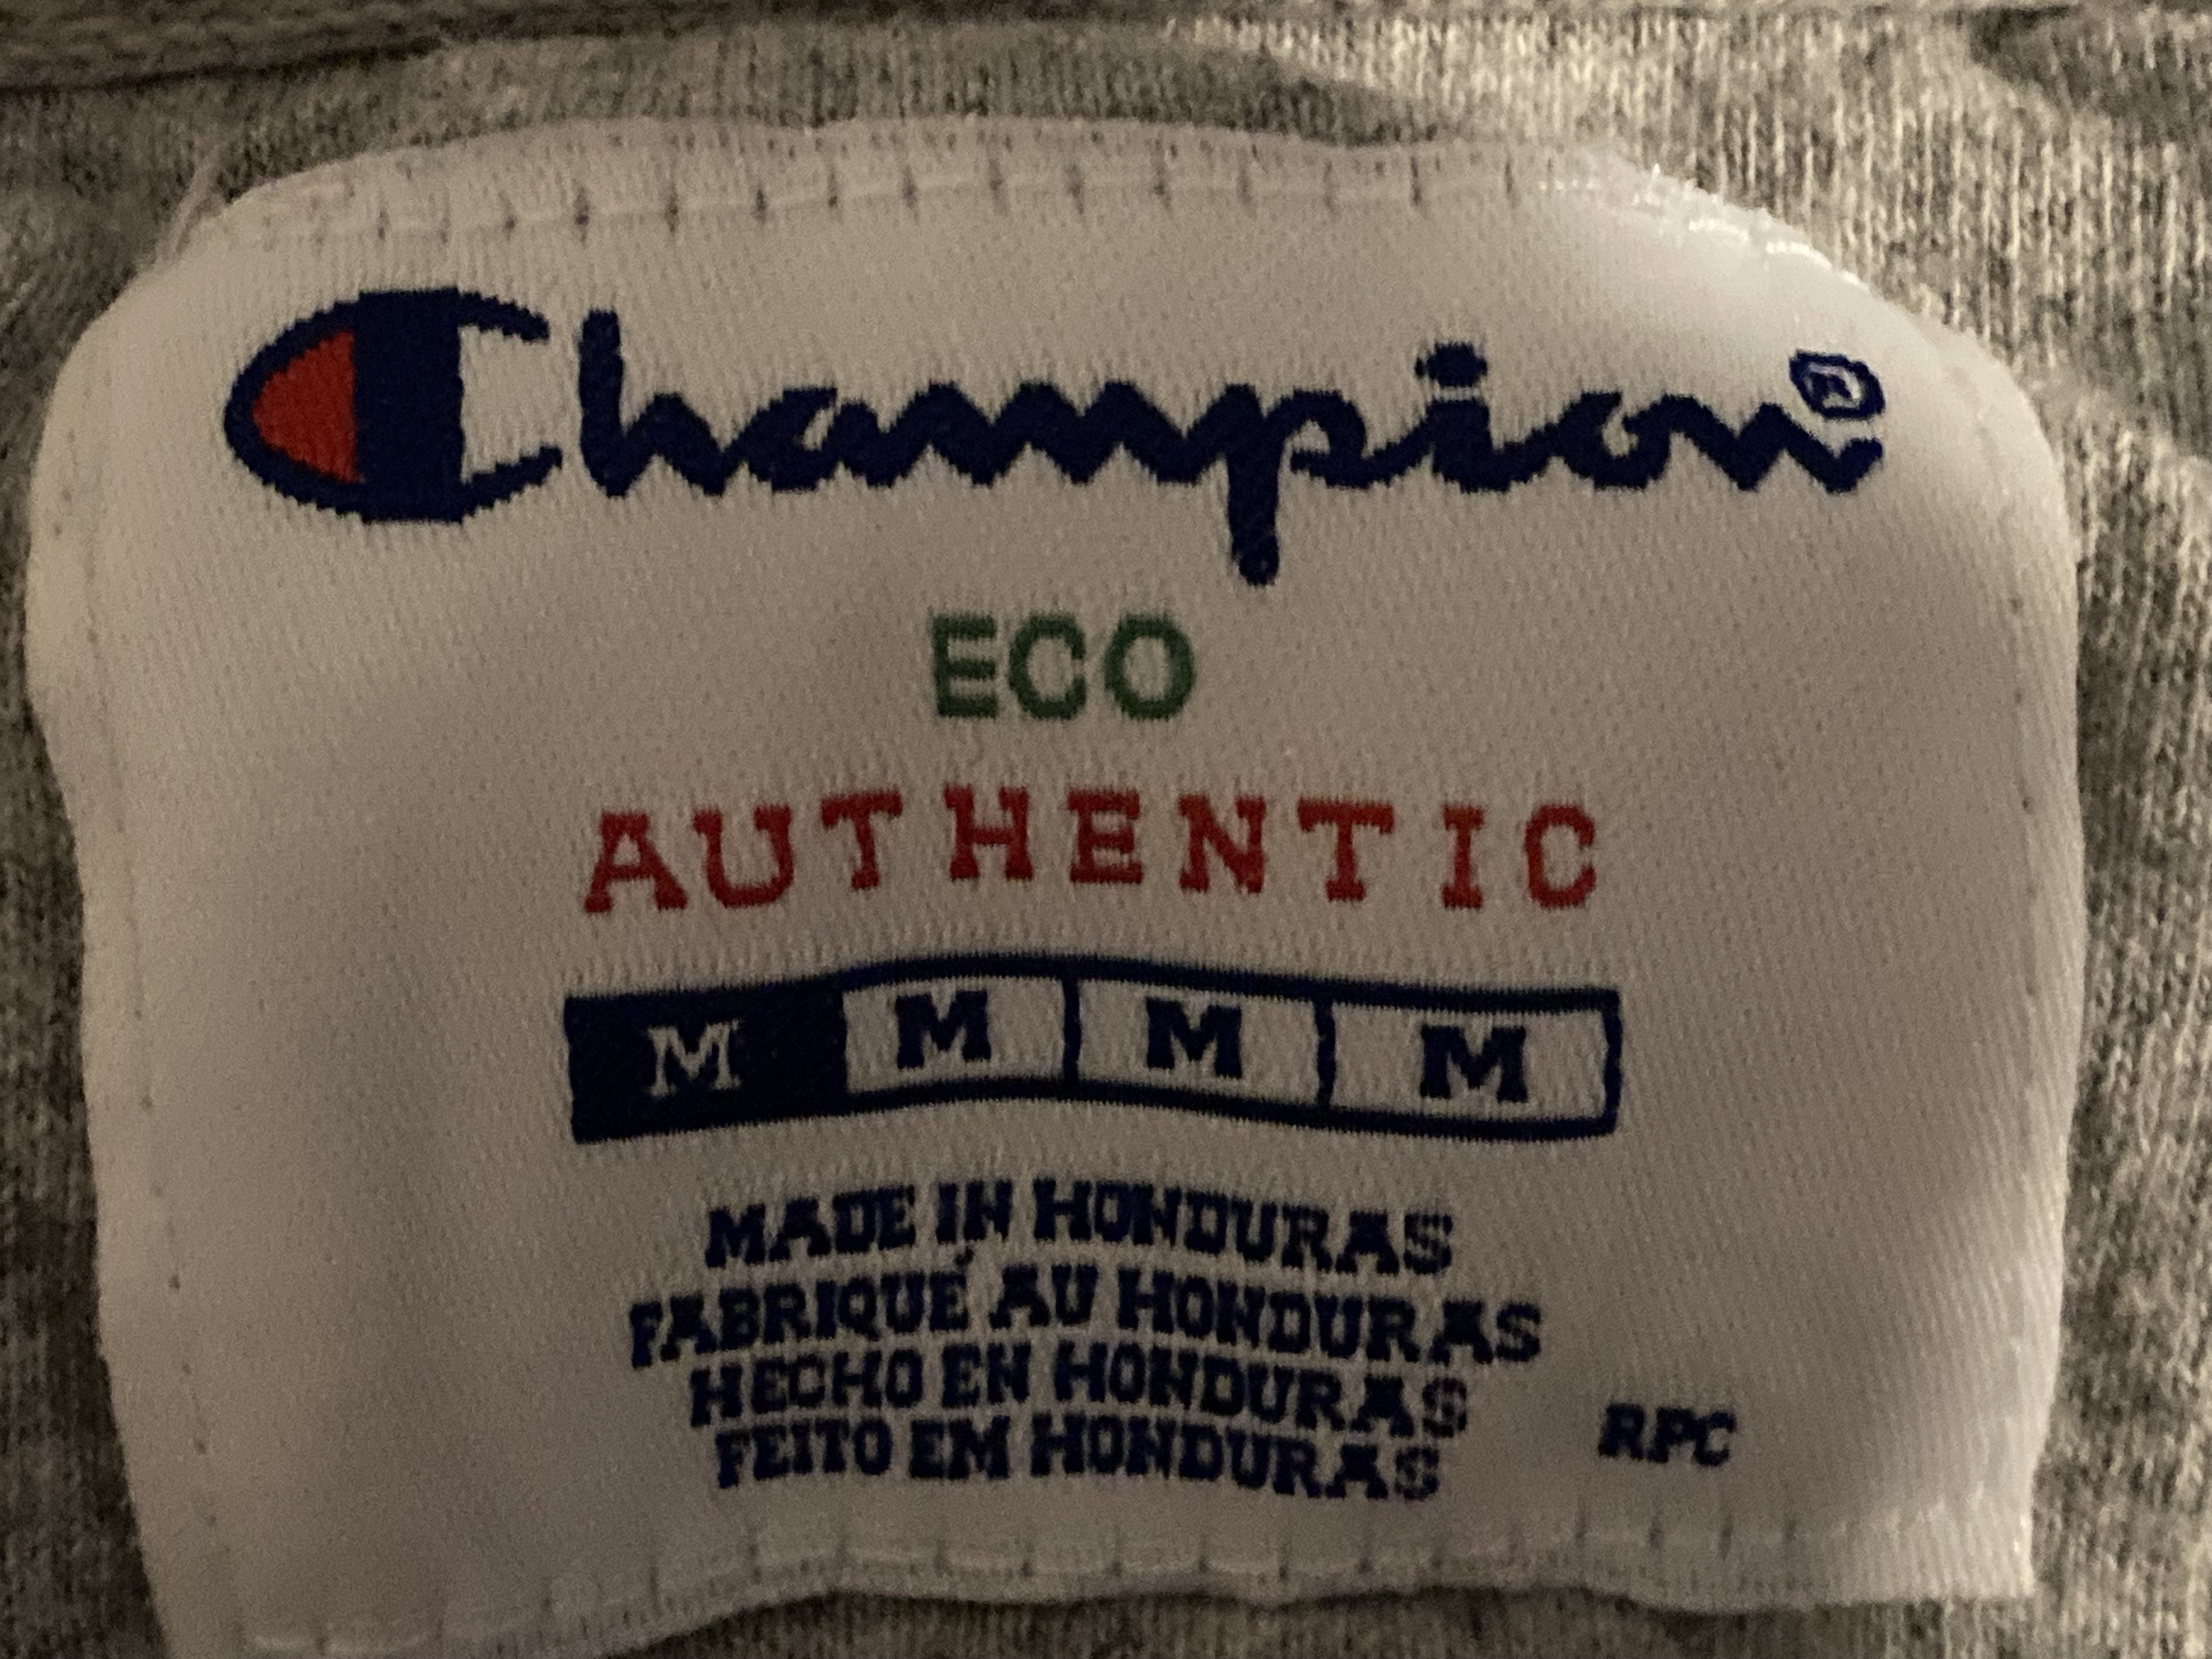 Champion®
ECO
AUTHENTIC
M M M M
MADE IN HONDURAS
FABRIQUÉ AU HONDURAS
HECHO EN HONDURAS
FEITO EM HONDURAS
RPC